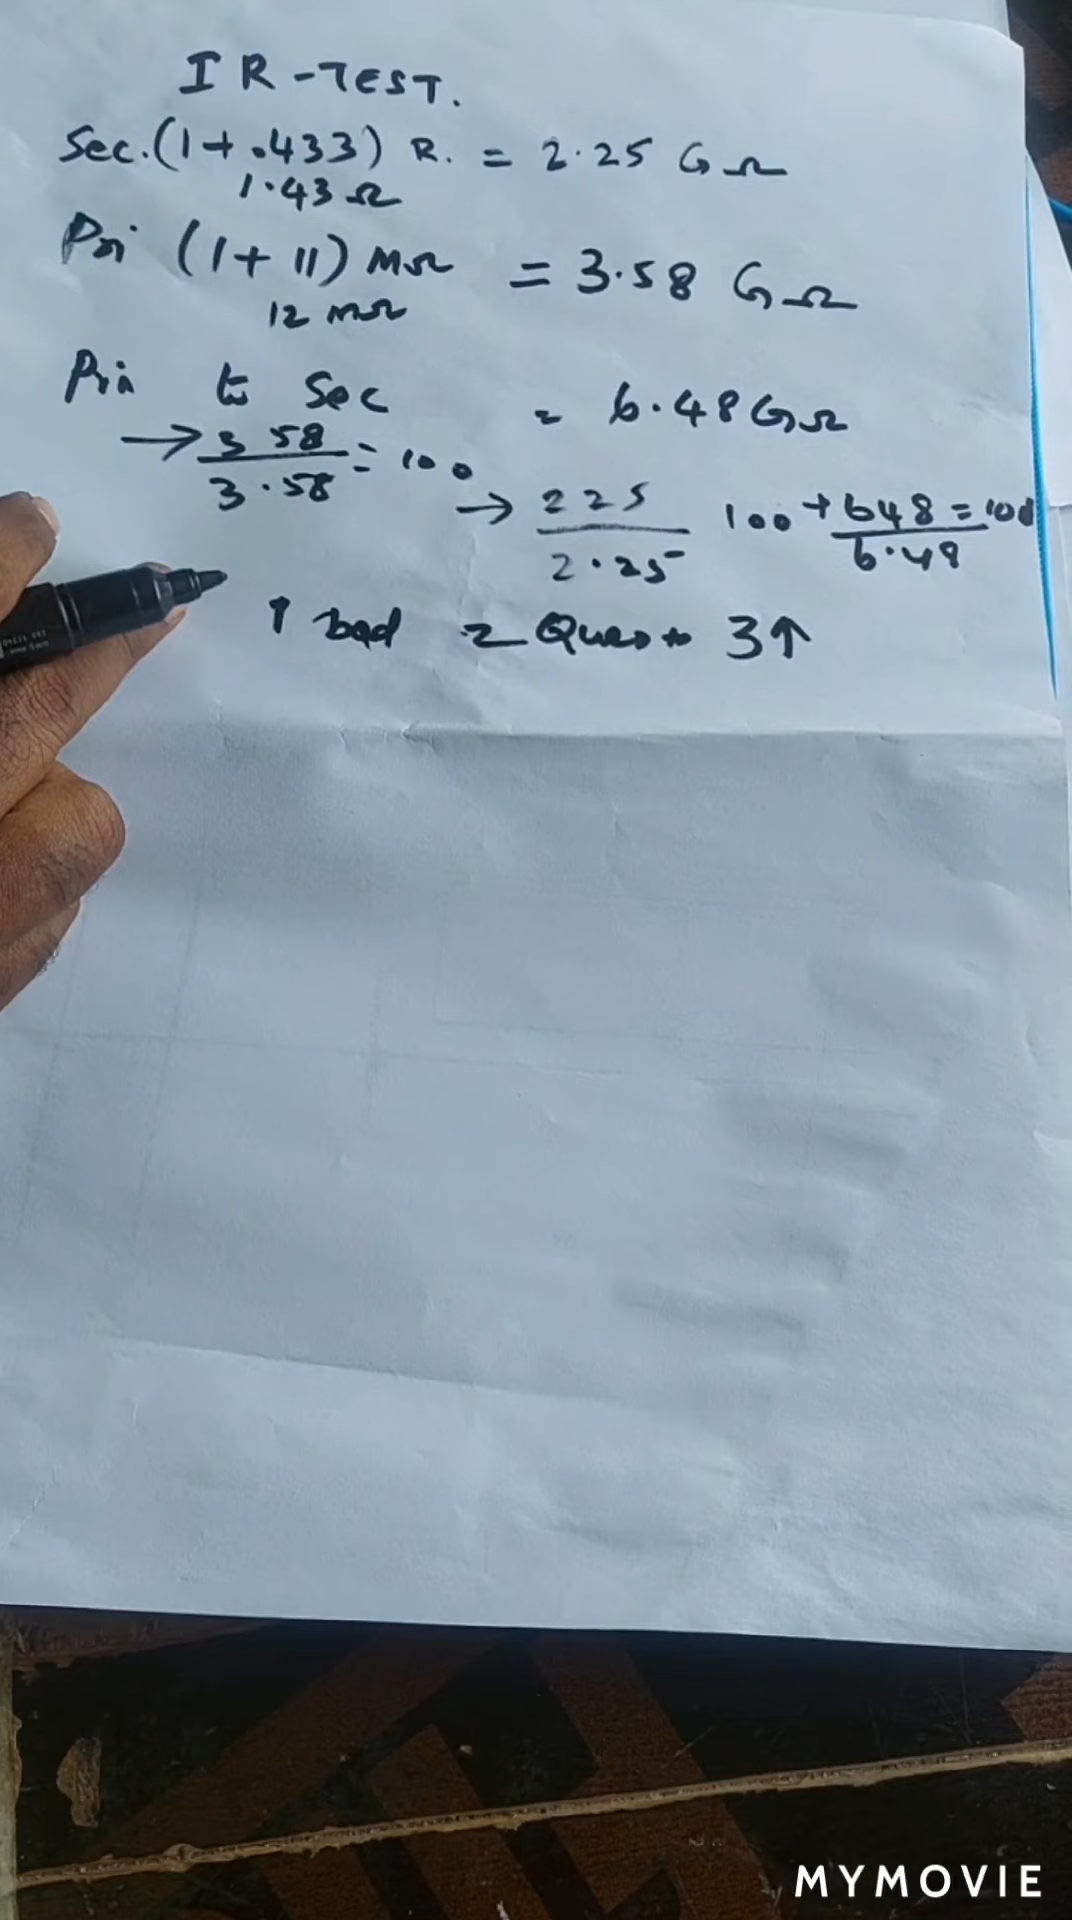 IR-TEST.
Sec.(1+.433) R. = 2.25 GΩ
1.43Ω
Pri (1+11) MΩ = 3.58 GΩ
12 MΩ
Pri to Sec = 6.48GΩ
→ 358/3.58 = 100
→ 225/2.25 100 + 648/6.48 = 100
1 bad 2 Ques 3↑
MYMOVIE